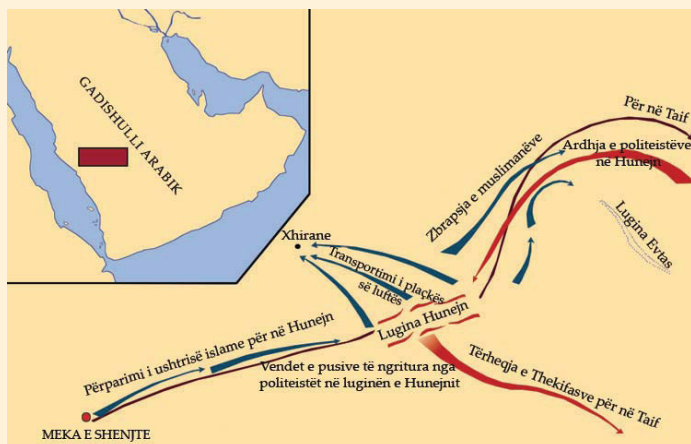 GADISHULLI ARABIK
Për në Taif
Ardhja e politeistëve
në Hunejn
Zbrapsja e muslimanëve
Lugina Evtas
Xhirane
Transportimi i plaçkës
së luftës
Lugina Hunejn
Përparimi i ushtrisë islame për në Hunejn
Vendet e pusive të ngritura nga
politeistët në luginën e Hunejnit
Tërheqja e Thekifasve për në Taif
MEKA E SHENJTE